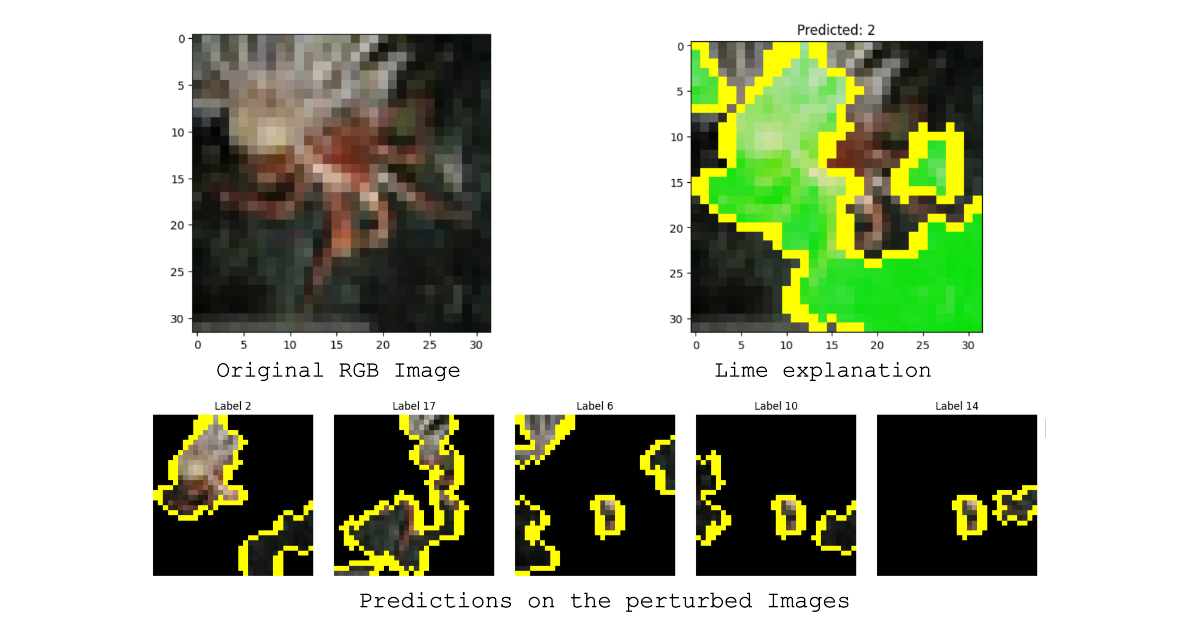 Predicted: 2
0
5
10
15
20
25
30
0 5 10 15 20 25 30
Original RGB Image
0
5
10
15
20
25
30
0 5 10 15 20 25 30
Lime explanation
Label 2 Label 17 Label 6 Label 10 Label 14
Predictions on the perturbed Images